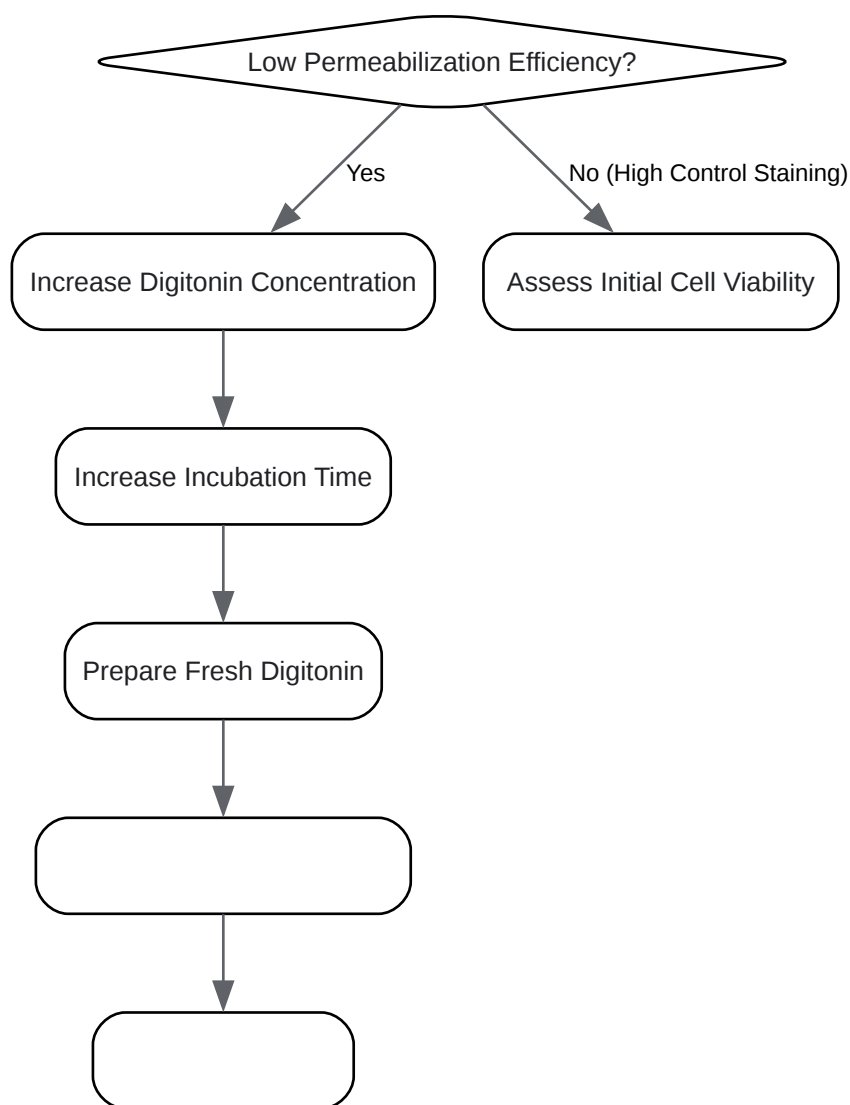 Low Permeabilization Efficiency?
Yes
No (High Control Staining)
Increase Digitonin Concentration
Assess Initial Cell Viability
Increase Incubation Time
Prepare Fresh Digitonin